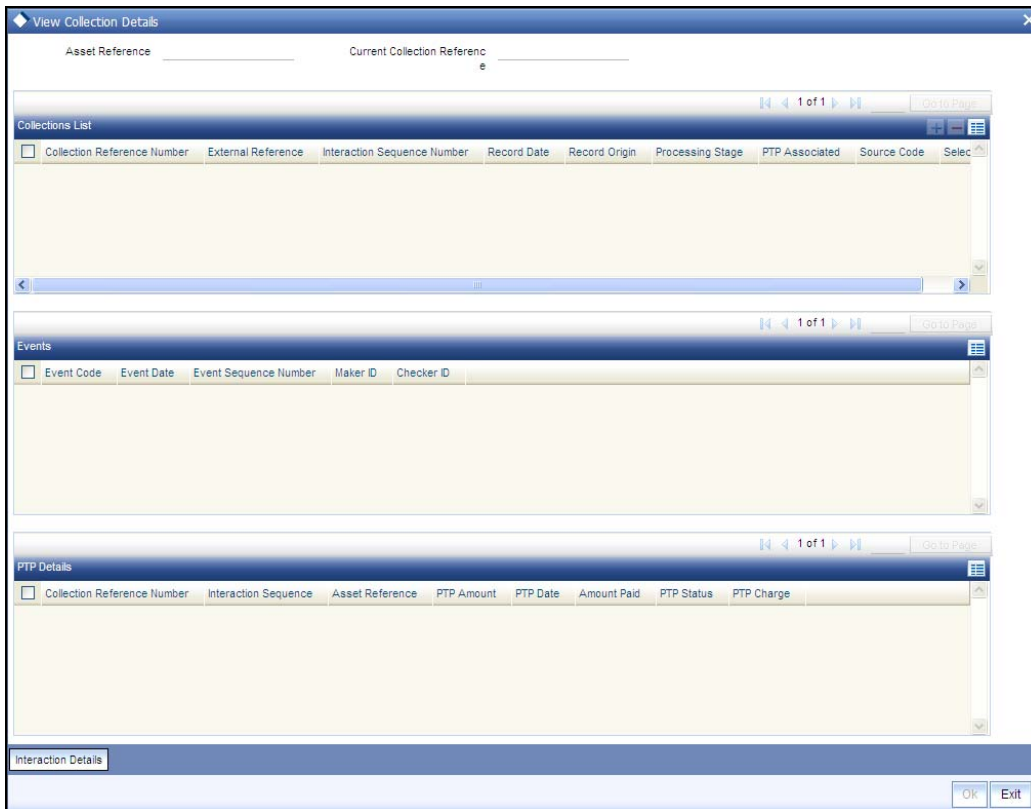 View Collection Details
Asset Reference
Current Collection Referenc
e
1 of 1 Go to Page
Collections List
Collection Reference Number External Reference Interaction Sequence Number Record Date Record Origin Processing Stage PTP Associated Source Code Selec
1 of 1 Go to Page
Events
Event Code Event Date Event Sequence Number Maker ID Checker ID
1 of 1 Go to Page
PTP Details
Collection Reference Number Interaction Sequence Asset Reference PTP Amount PTP Date Amount Paid PTP Status PTP Charge
Interaction Details
Ok Exit